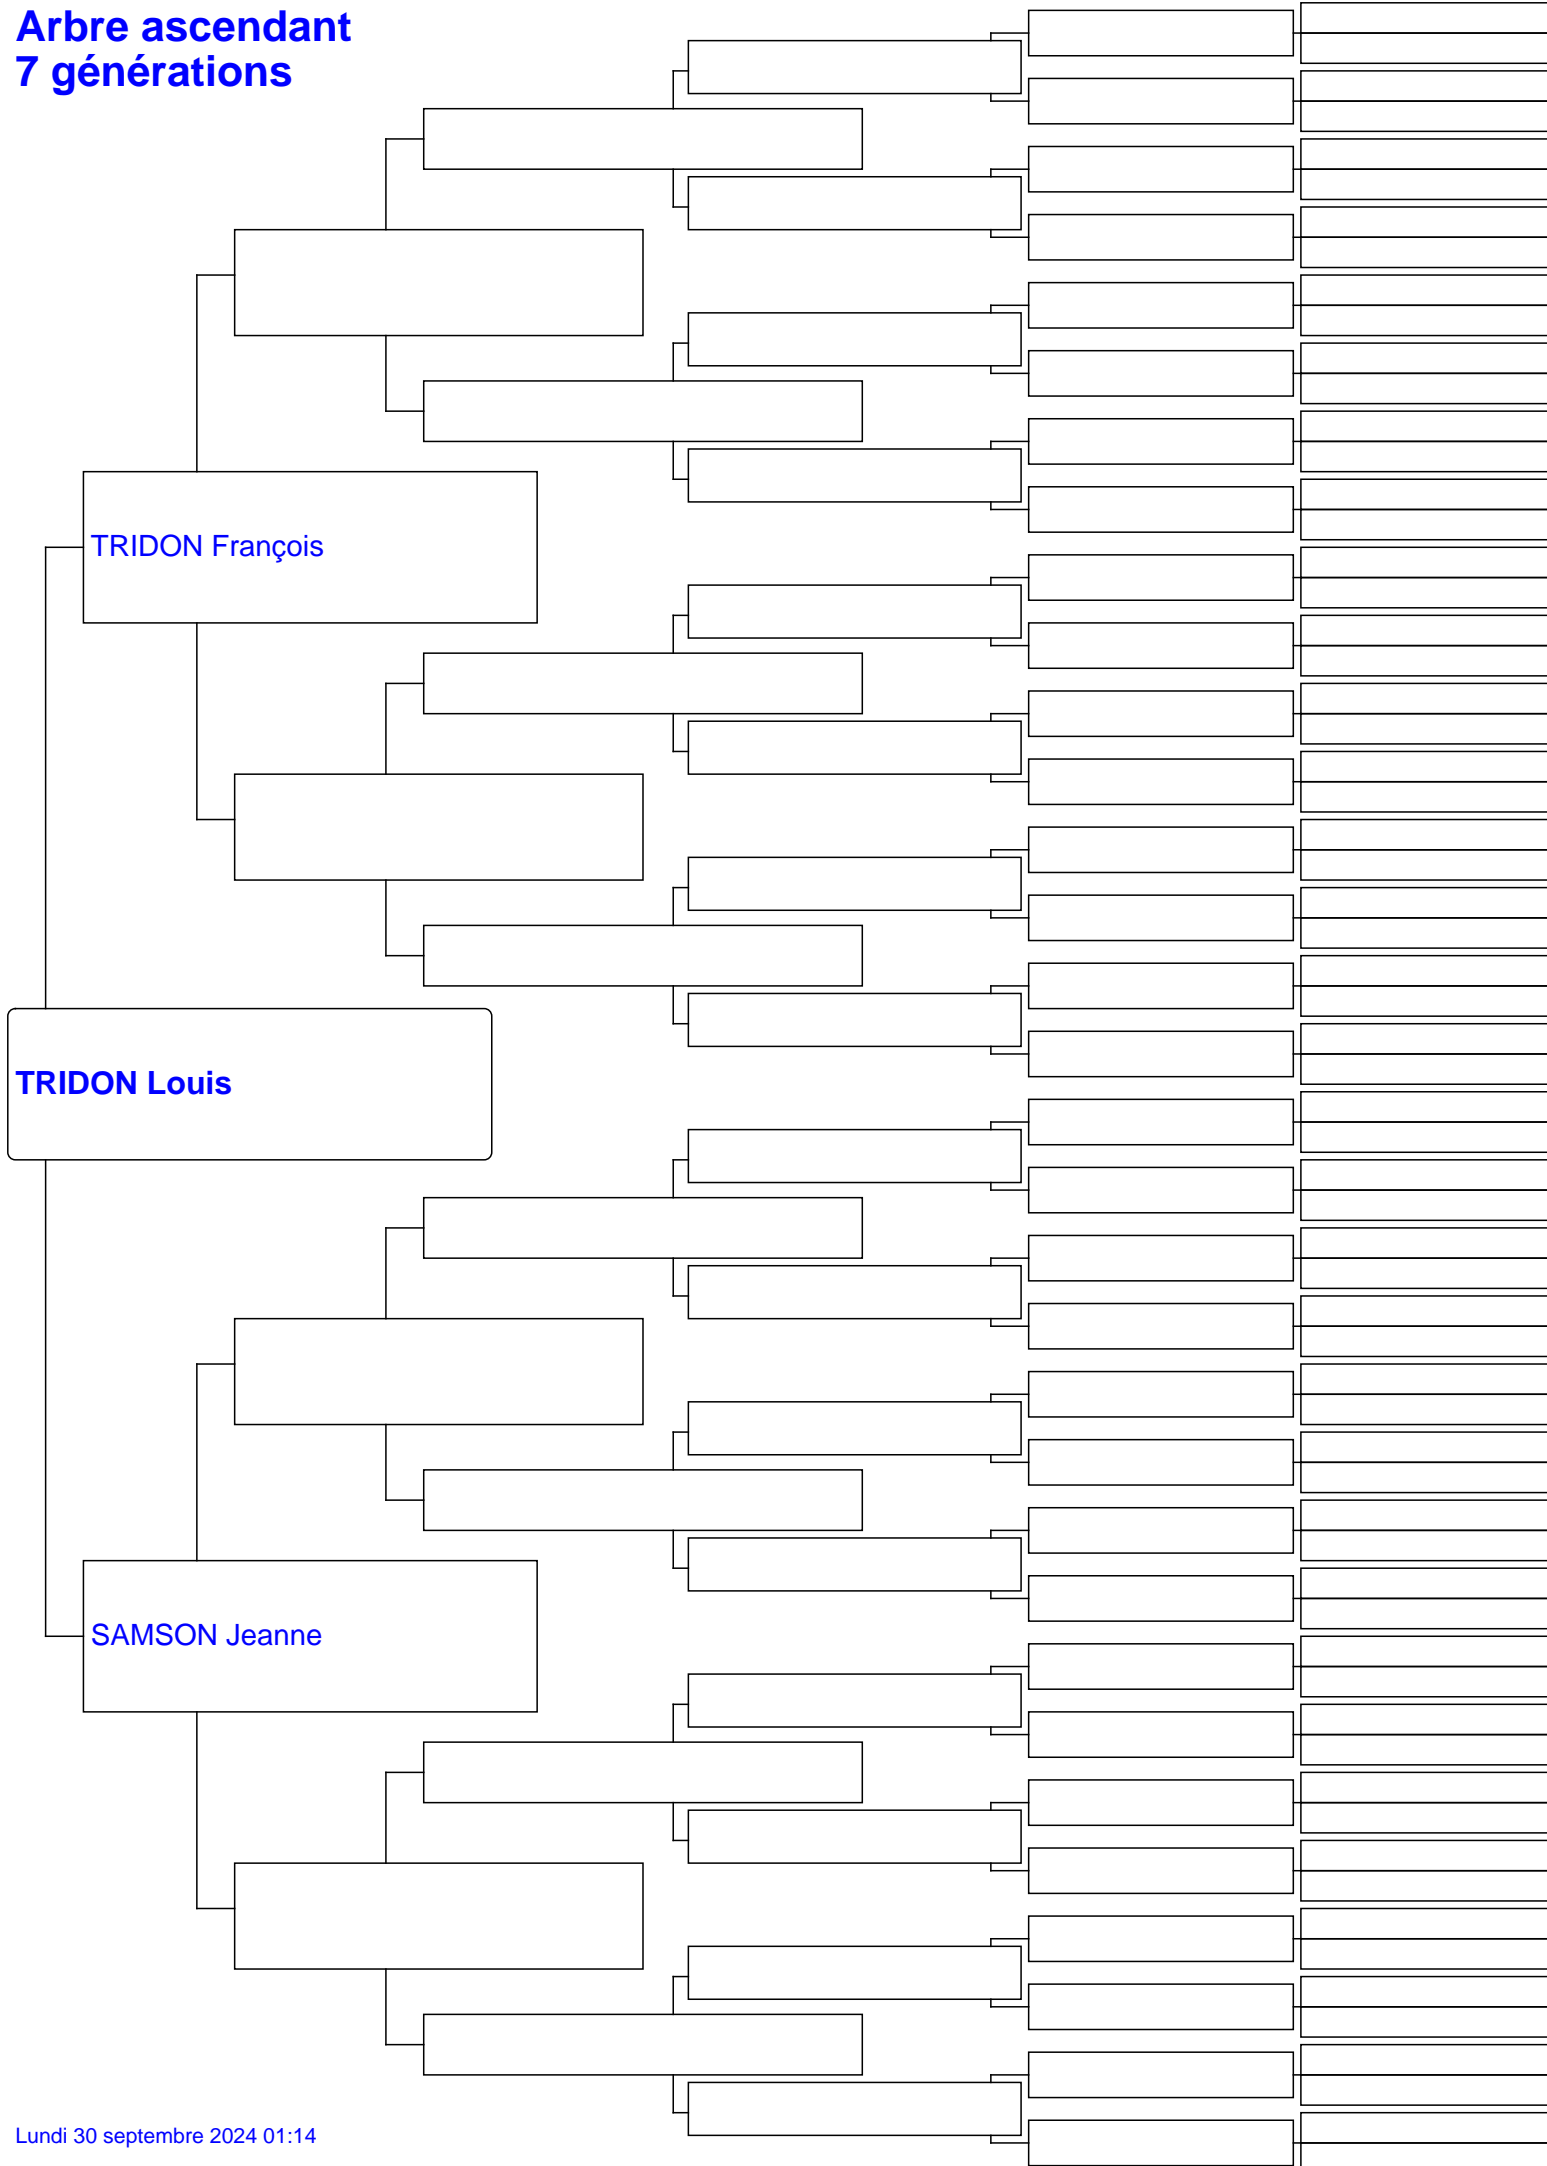 Arbre ascendant
7 générations
TRIDON François
TRIDON Louis
SAMSON Jeanne
Lundi 30 septembre 2024 01:14